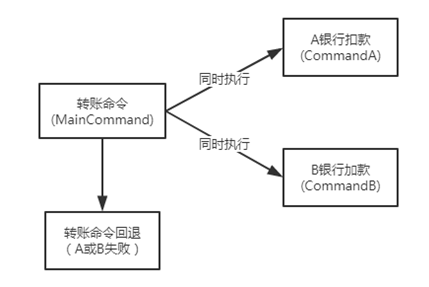 A银行扣款
(CommandA)
同时执行
转账命令
(MainCommand)
同时执行
B银行加款
(CommandB)
转账命令回退
（A或B失败）